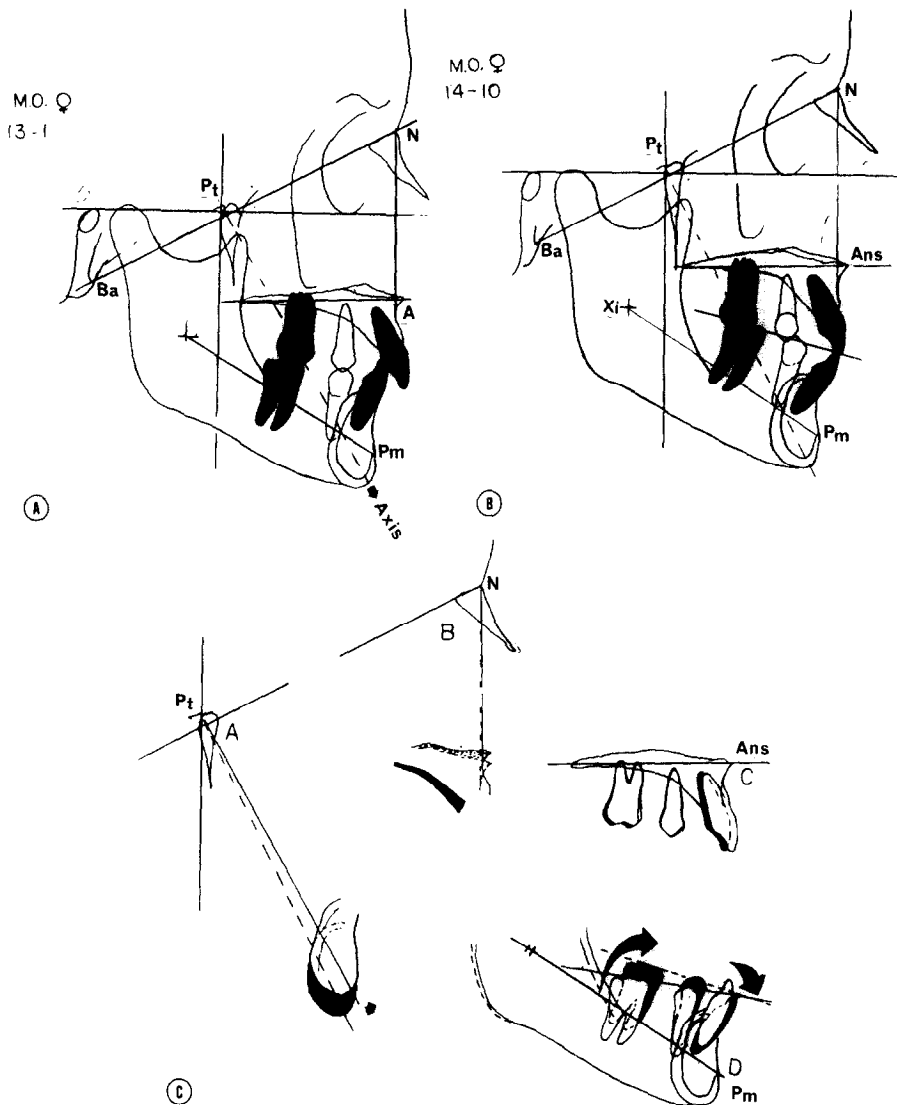 M.O. ♀
13-1
N
Pt
Ba
A
Pm
Axis
A
M.O. ♀
14-10
N
Pt
Ba
Ans
Xi
Pm
B
N
B
Pt
A
Ans
C
D
Pm
C